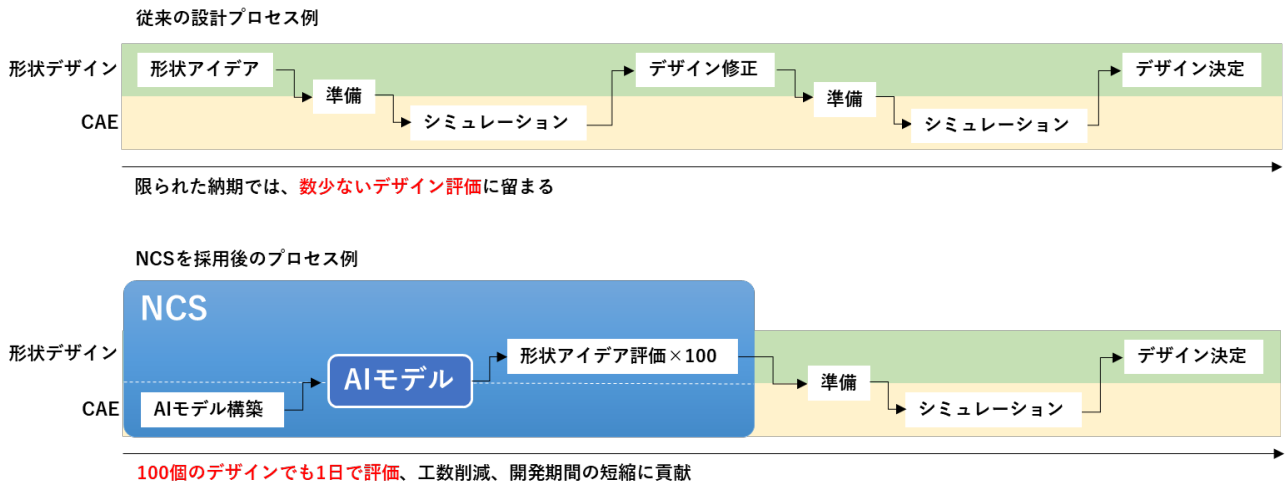 従来の設計プロセス例
形状デザイン
形状アイデア
準備
シミュレーション
デザイン修正
準備
シミュレーション
デザイン決定
CAE
限られた納期では、数少ないデザイン評価に留まる
NCSを採用後のプロセス例
NCS
形状デザイン
CAE
AIモデル構築
AIモデル
形状アイデア評価×100
準備
シミュレーション
デザイン決定
100個のデザインでも1日で評価、工数削減、開発期間の短縮に貢献